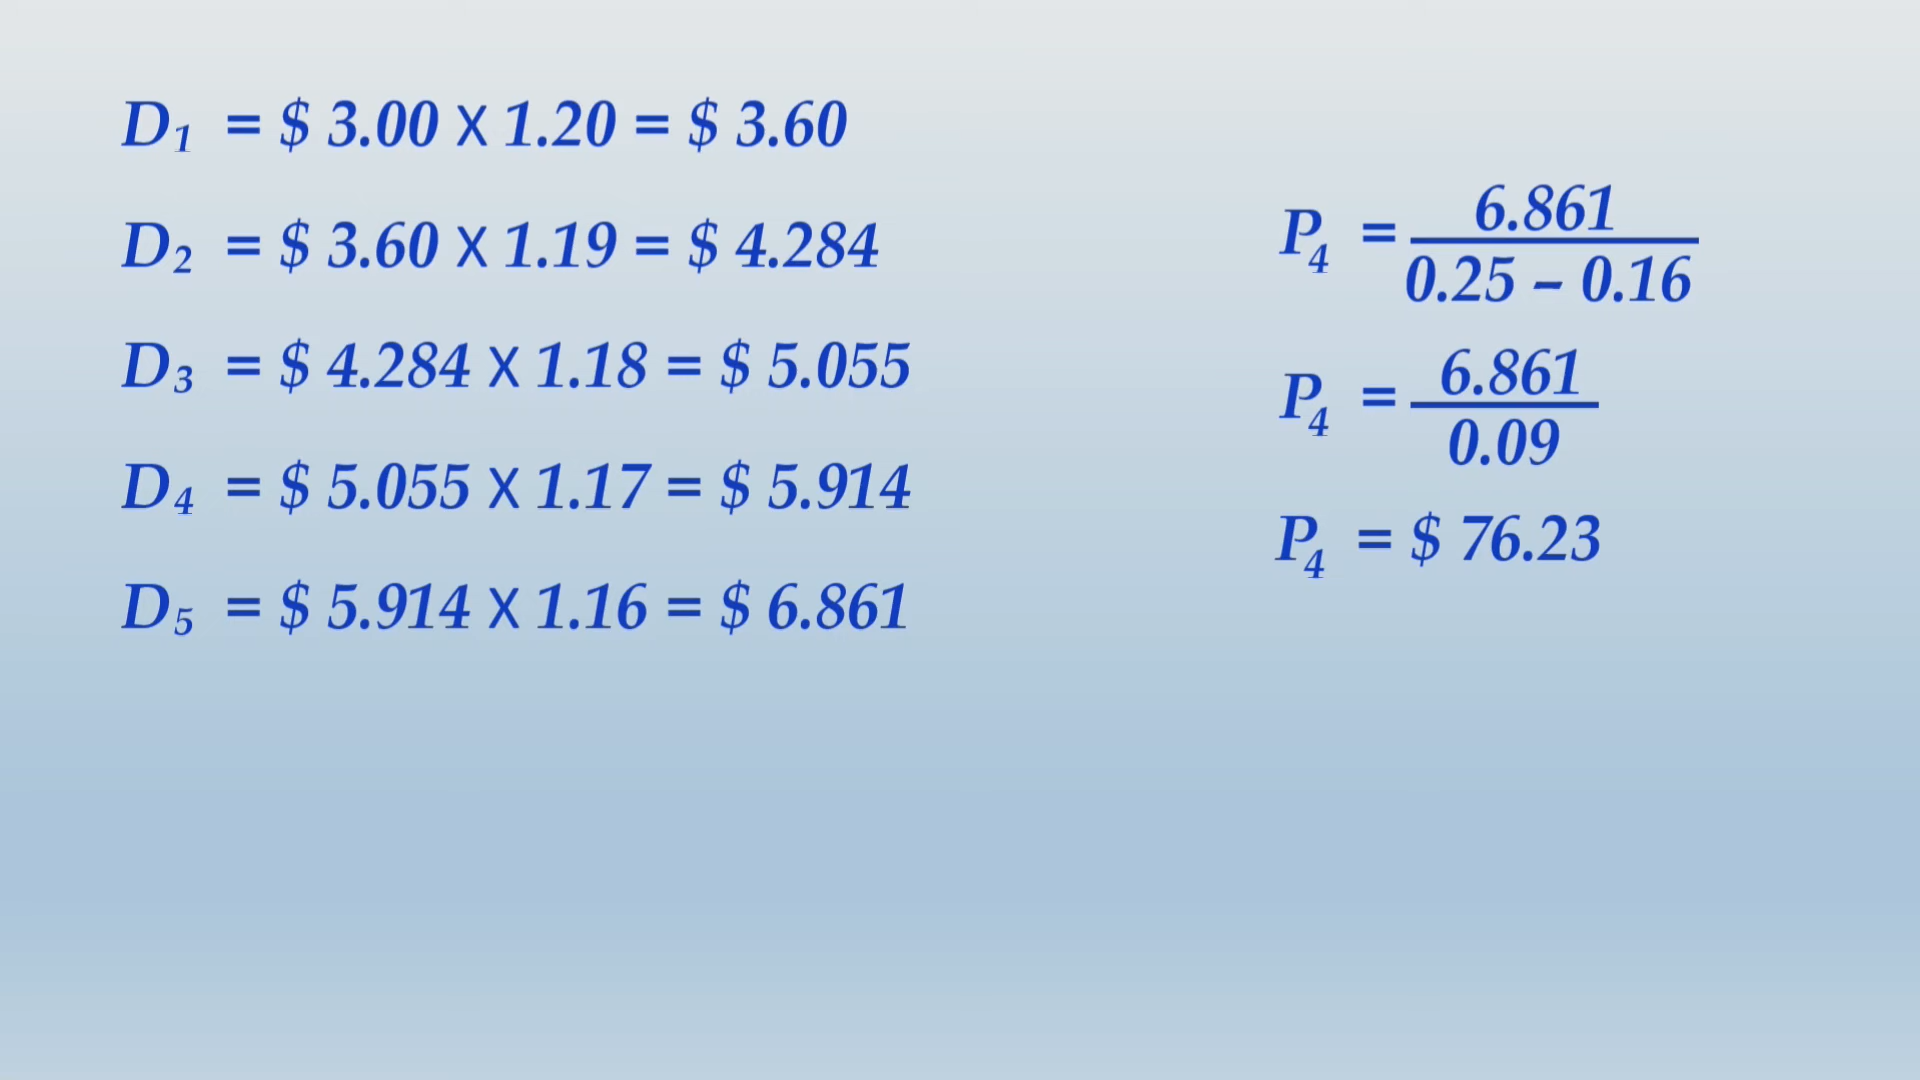 D₁ = $ 3.00 X 1.20 = $ 3.60
D₂ = $ 3.60 X 1.19 = $ 4.284
D₃ = $ 4.284 X 1.18 = $ 5.055
D₄ = $ 5.055 X 1.17 = $ 5.914
D₅ = $ 5.914 X 1.16 = $ 6.861
6.861
P₄ =
0.25 – 0.16
6.861
P₄ =
0.09
P₄ = $ 76.23